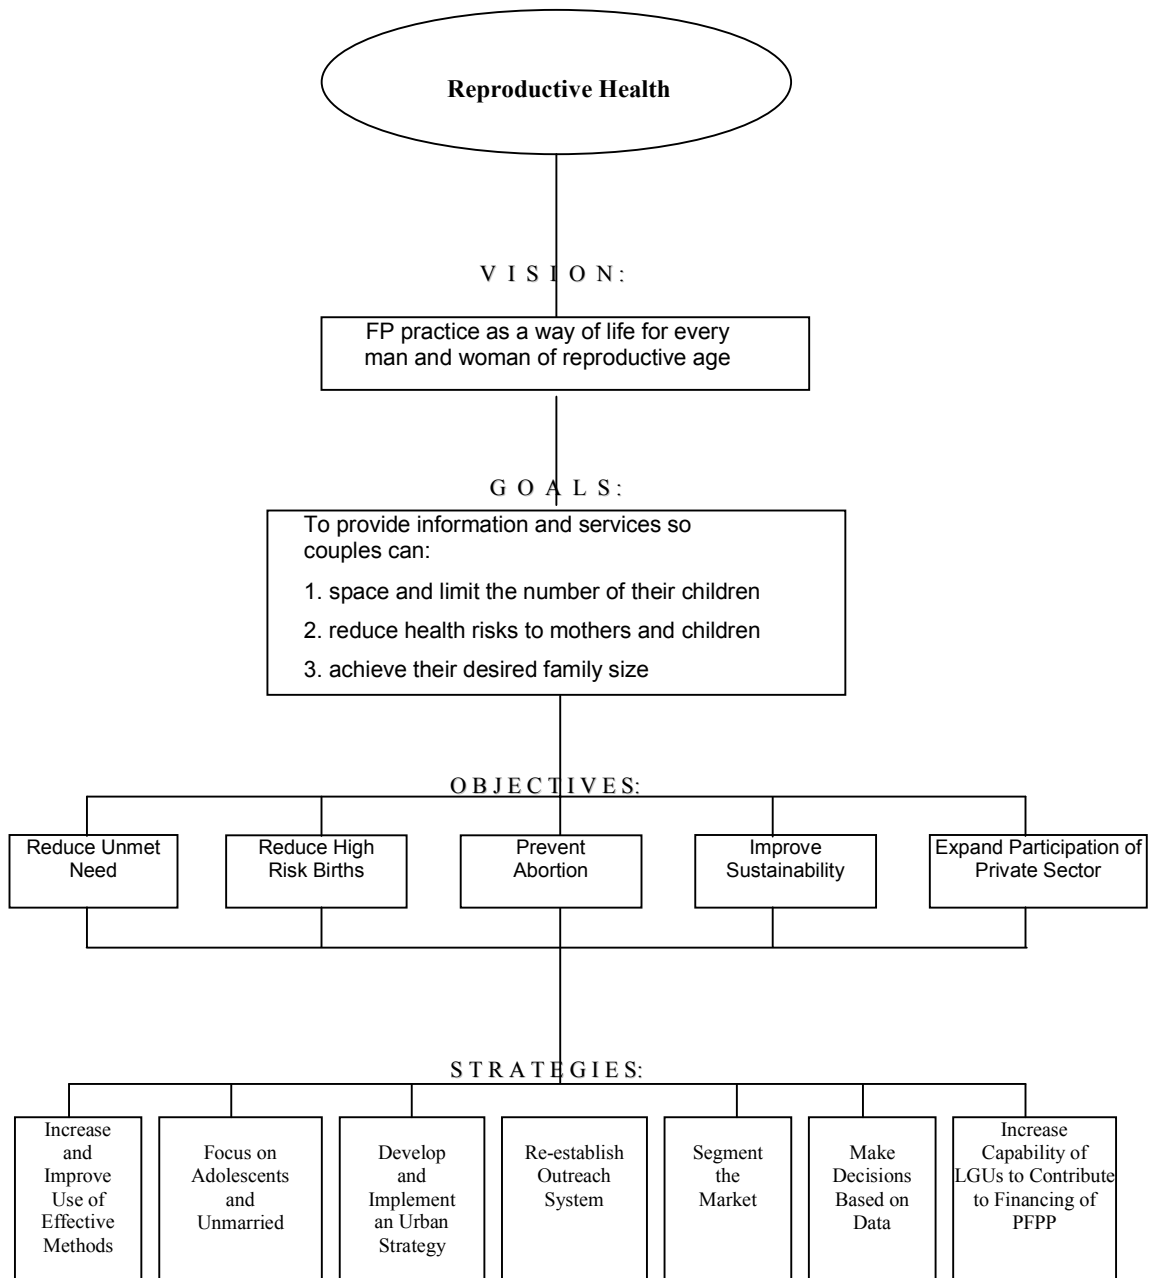 Reproductive Health
V I S I O N:
FP practice as a way of life for every
man and woman of reproductive age
G O A L S:
To provide information and services so
couples can:
1. space and limit the number of their children
2. reduce health risks to mothers and children
3. achieve their desired family size
O B J E C T I V E S:
Reduce Unmet
Need
Reduce High
Risk Births
Prevent
Abortion
Improve
Sustainability
Expand Participation of
Private Sector
S T R A T E G I E S:
Increase
and
Improve
Use of
Effective
Methods
Focus on
Adolescents
and
Unmarried
Develop
and
Implement
an Urban
Strategy
Re-establish
Outreach
System
Segment
the
Market
Make
Decisions
Based on
Data
Increase
Capability of
LGUs to Contribute
to Financing of
PFPP